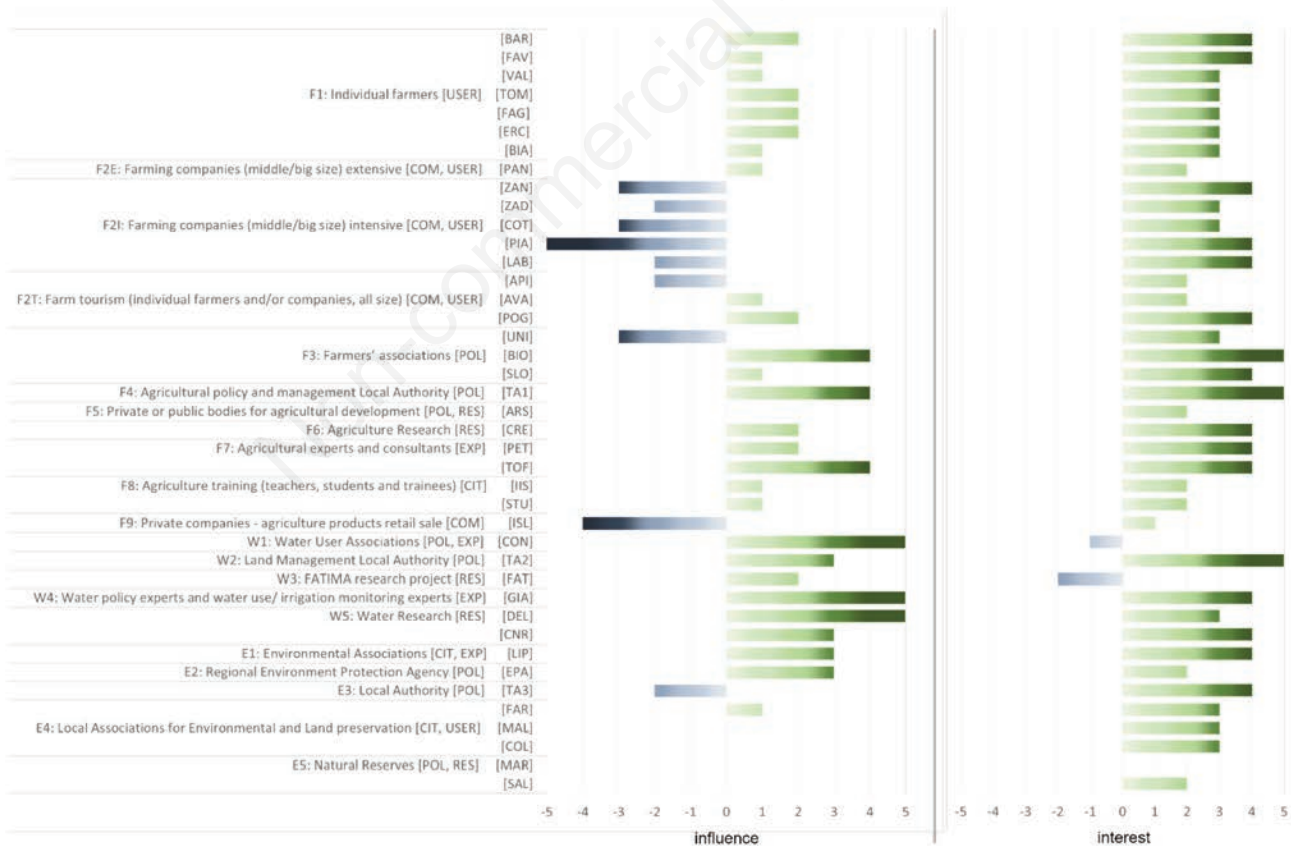 [BAR]
[FAV]
[VAL]
F1: Individual farmers [USER] [TOM]
[FAG]
[ERC]
[BIA]
F2E: Farming companies (middle/big size) extensive [COM, USER] [PAN]
[ZAN]
[ZAD]
F2I: Farming companies (middle/big size) intensive [COM, USER] [COT]
[PIA]
[LAB]
[API]
F2T: Farm tourism (individual farmers and/or companies, all size) [COM, USER] [AVA]
[POG]
[UNI]
F3: Farmers' associations [POL] [BIO]
[SLO]
F4: Agricultural policy and management Local Authority [POL] [TA1]
F5: Private or public bodies for agricultural development [POL, RES] [ARS]
F6: Agriculture Research [RES] [CRE]
F7: Agricultural experts and consultants [EXP] [PET]
[TOF]
F8: Agriculture training (teachers, students and trainees) [CIT] [IIS]
[STU]
F9: Private companies - agriculture products retail sale [COM] [ISL]
W1: Water User Associations [POL, EXP] [CON]
W2: Land Management Local Authority [POL] [TA2]
W3: FATIMA research project [RES] [FAT]
W4: Water policy experts and water use/ irrigation monitoring experts [EXP] [GIA]
W5: Water Research [RES] [DEL]
[CNR]
E1: Environmental Associations [CIT, EXP] [LIP]
E2: Regional Environment Protection Agency [POL] [EPA]
E3: Local Authority [POL] [TA3]
[FAR]
E4: Local Associations for Environmental and Land preservation [CIT, USER] [MAL]
[COL]
E5: Natural Reserves [POL, RES] [MAR]
[SAL]
-5 -4 -3 -2 -1 0 1 2 3 4 5 -5 -4 -3 -2 -1 0 1 2 3 4 5
influence interest
Non-commercial